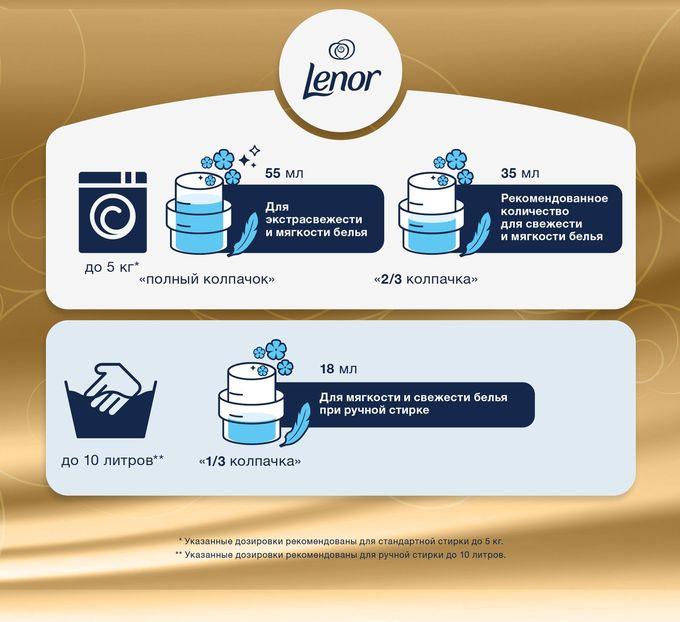 Lenor
55 мл
Для
экстрасвежести
и мягкости белья
35 мл
Рекомендованное
количество
для свежести
и мягкости белья
до 5 кг*
«полный колпачок»
«2/3 колпачка»
18 мл
Для мягкости и свежести белья
при ручной стирке
до 10 литров**
«1/3 колпачка»
* Указанные дозировки рекомендованы для стандартной стирки до 5 кг.
** Указанные дозировки рекомендованы для ручной стирки до 10 литров.